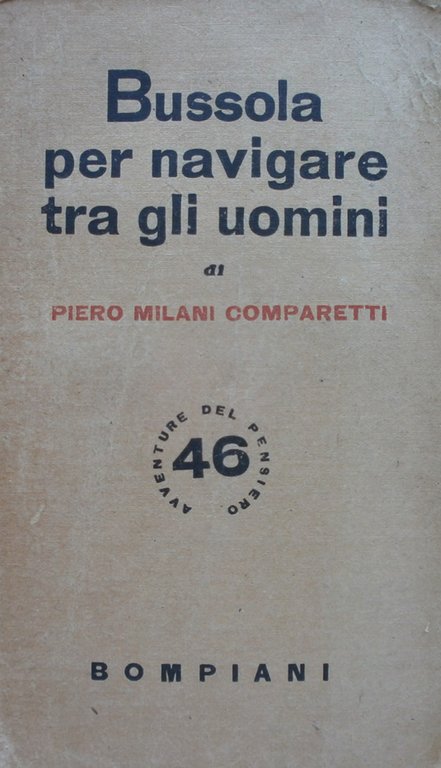 Bussola
per navigare
tra gli uomini
di
PIERO MILANI COMPARETTI
AVVENTURE DEL PENSIERO
46
BOMPIANI